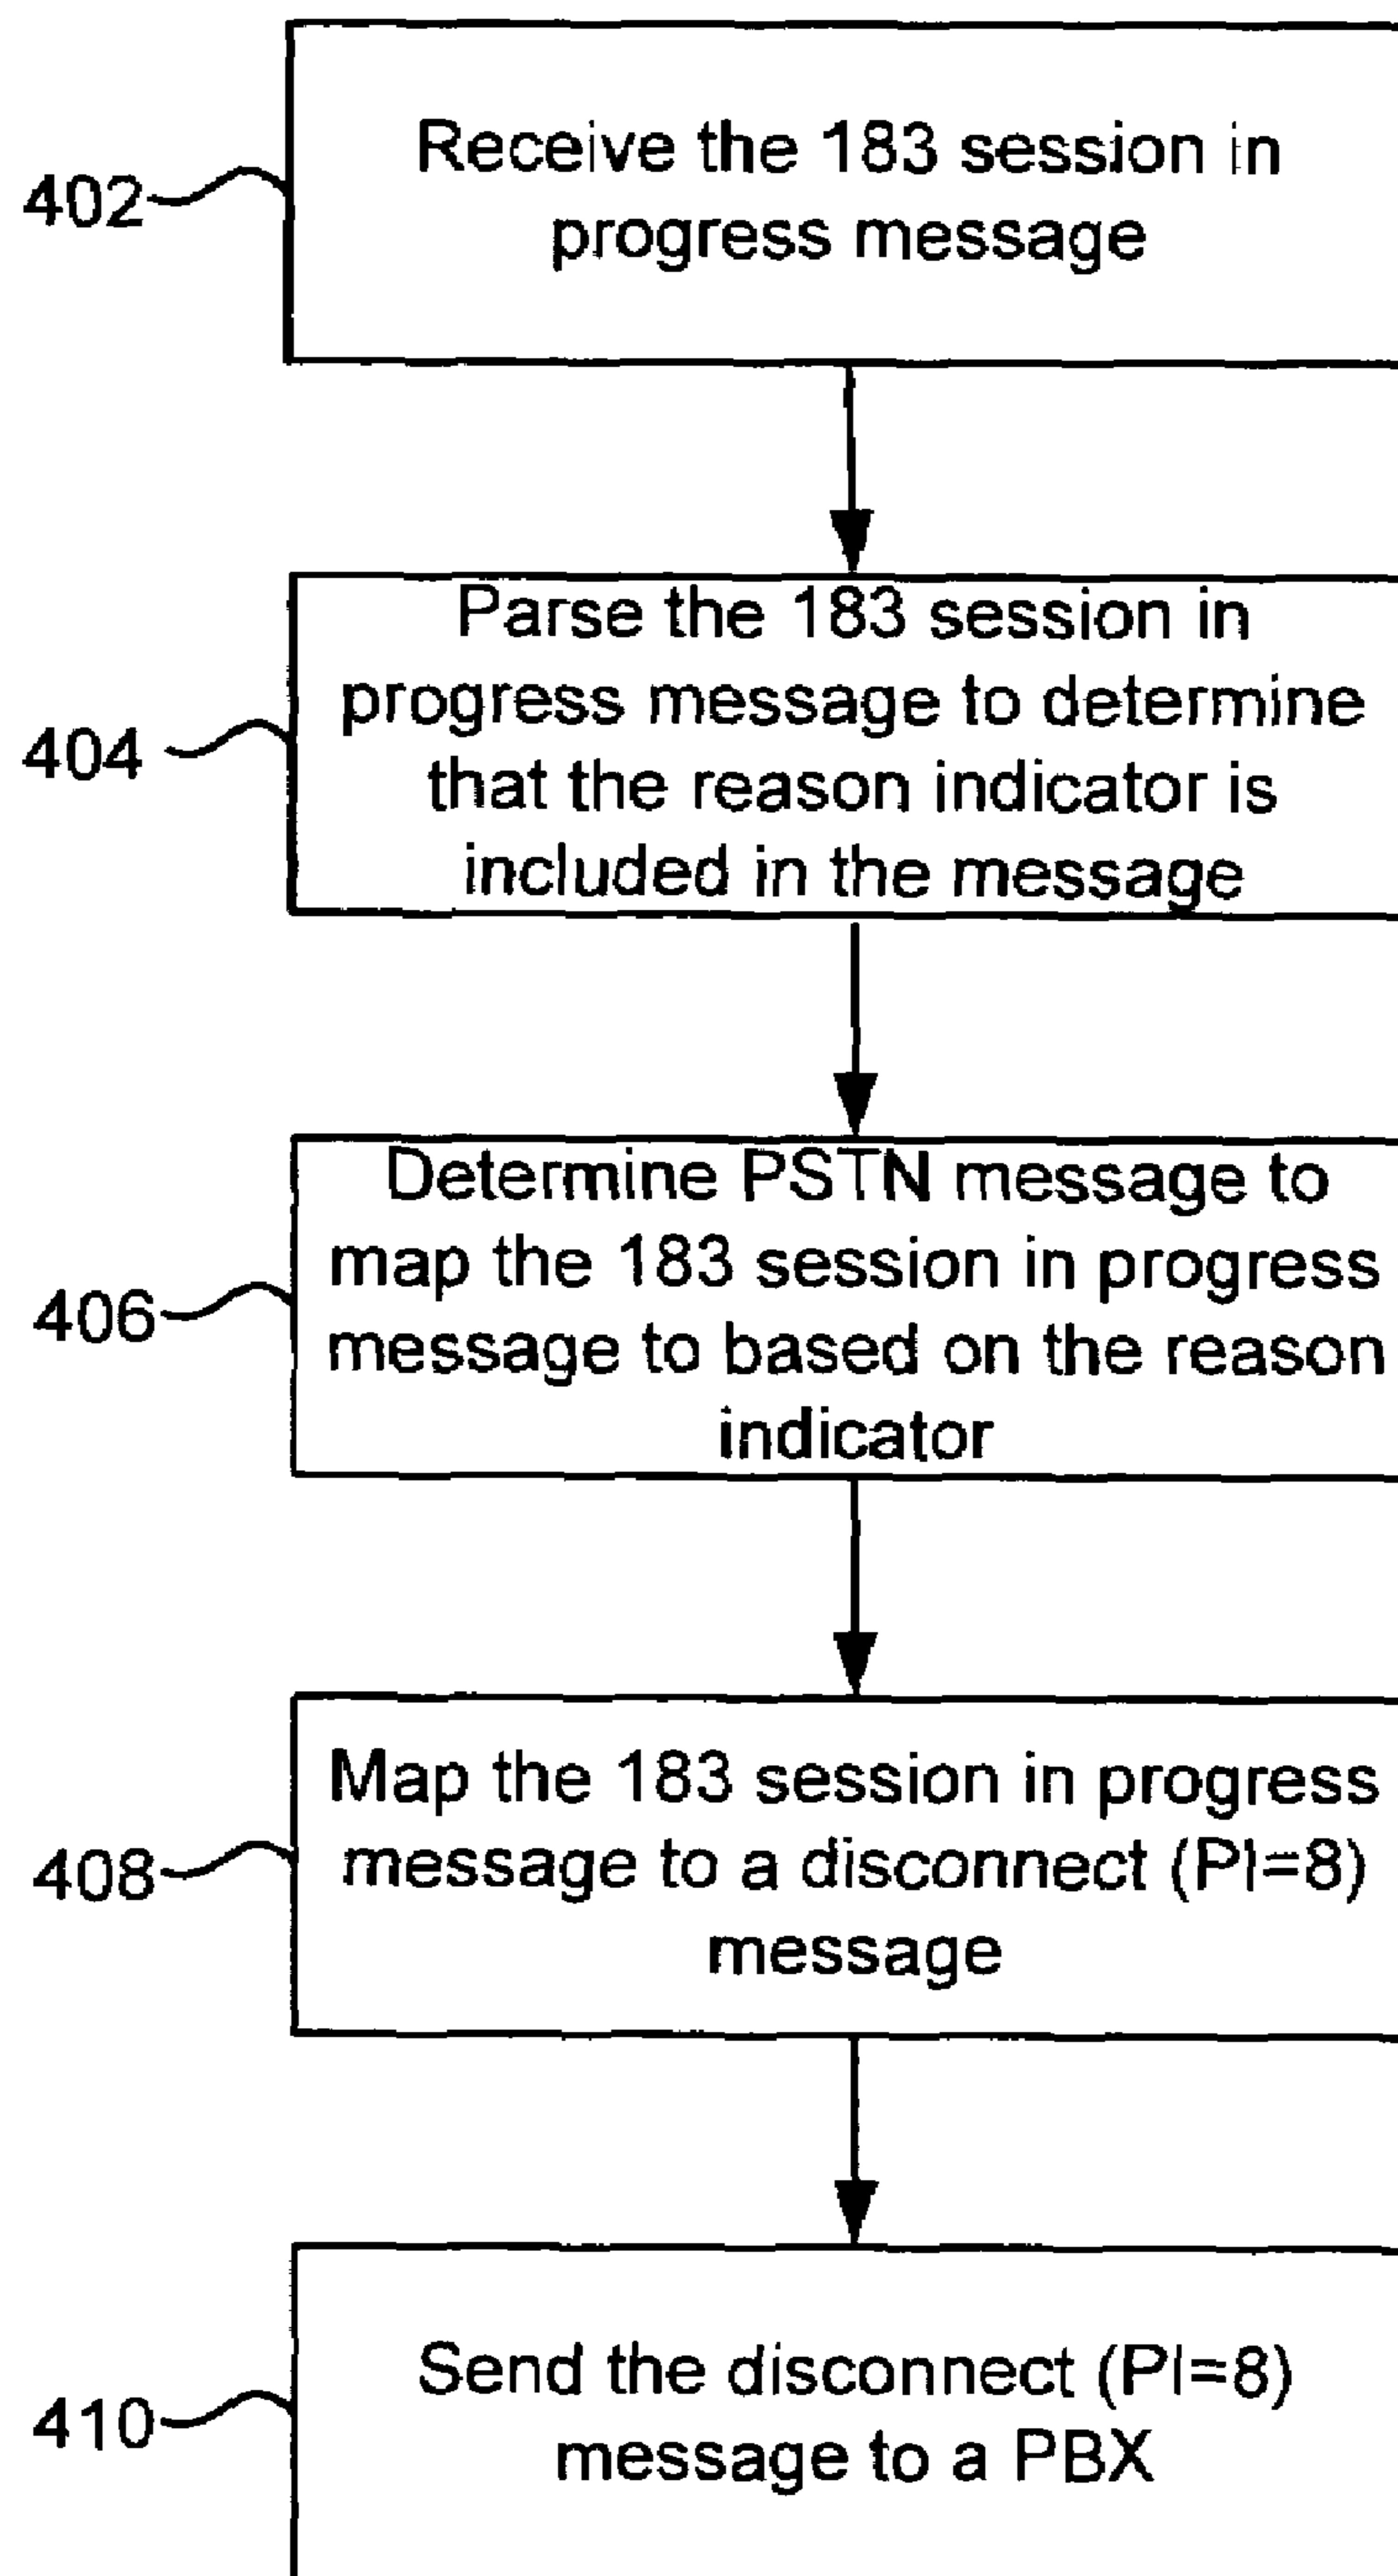 Receive the 183 session in
progress message
402
Parse the 183 session in
progress message to determine
that the reason indicator is
included in the message
404
Determine PSTN message to
map the 183 session in progress
message to based on the reason
indicator
406
Map the 183 session in progress
message to a disconnect (PI=8)
message
408
Send the disconnect (PI=8)
message to a PBX
410